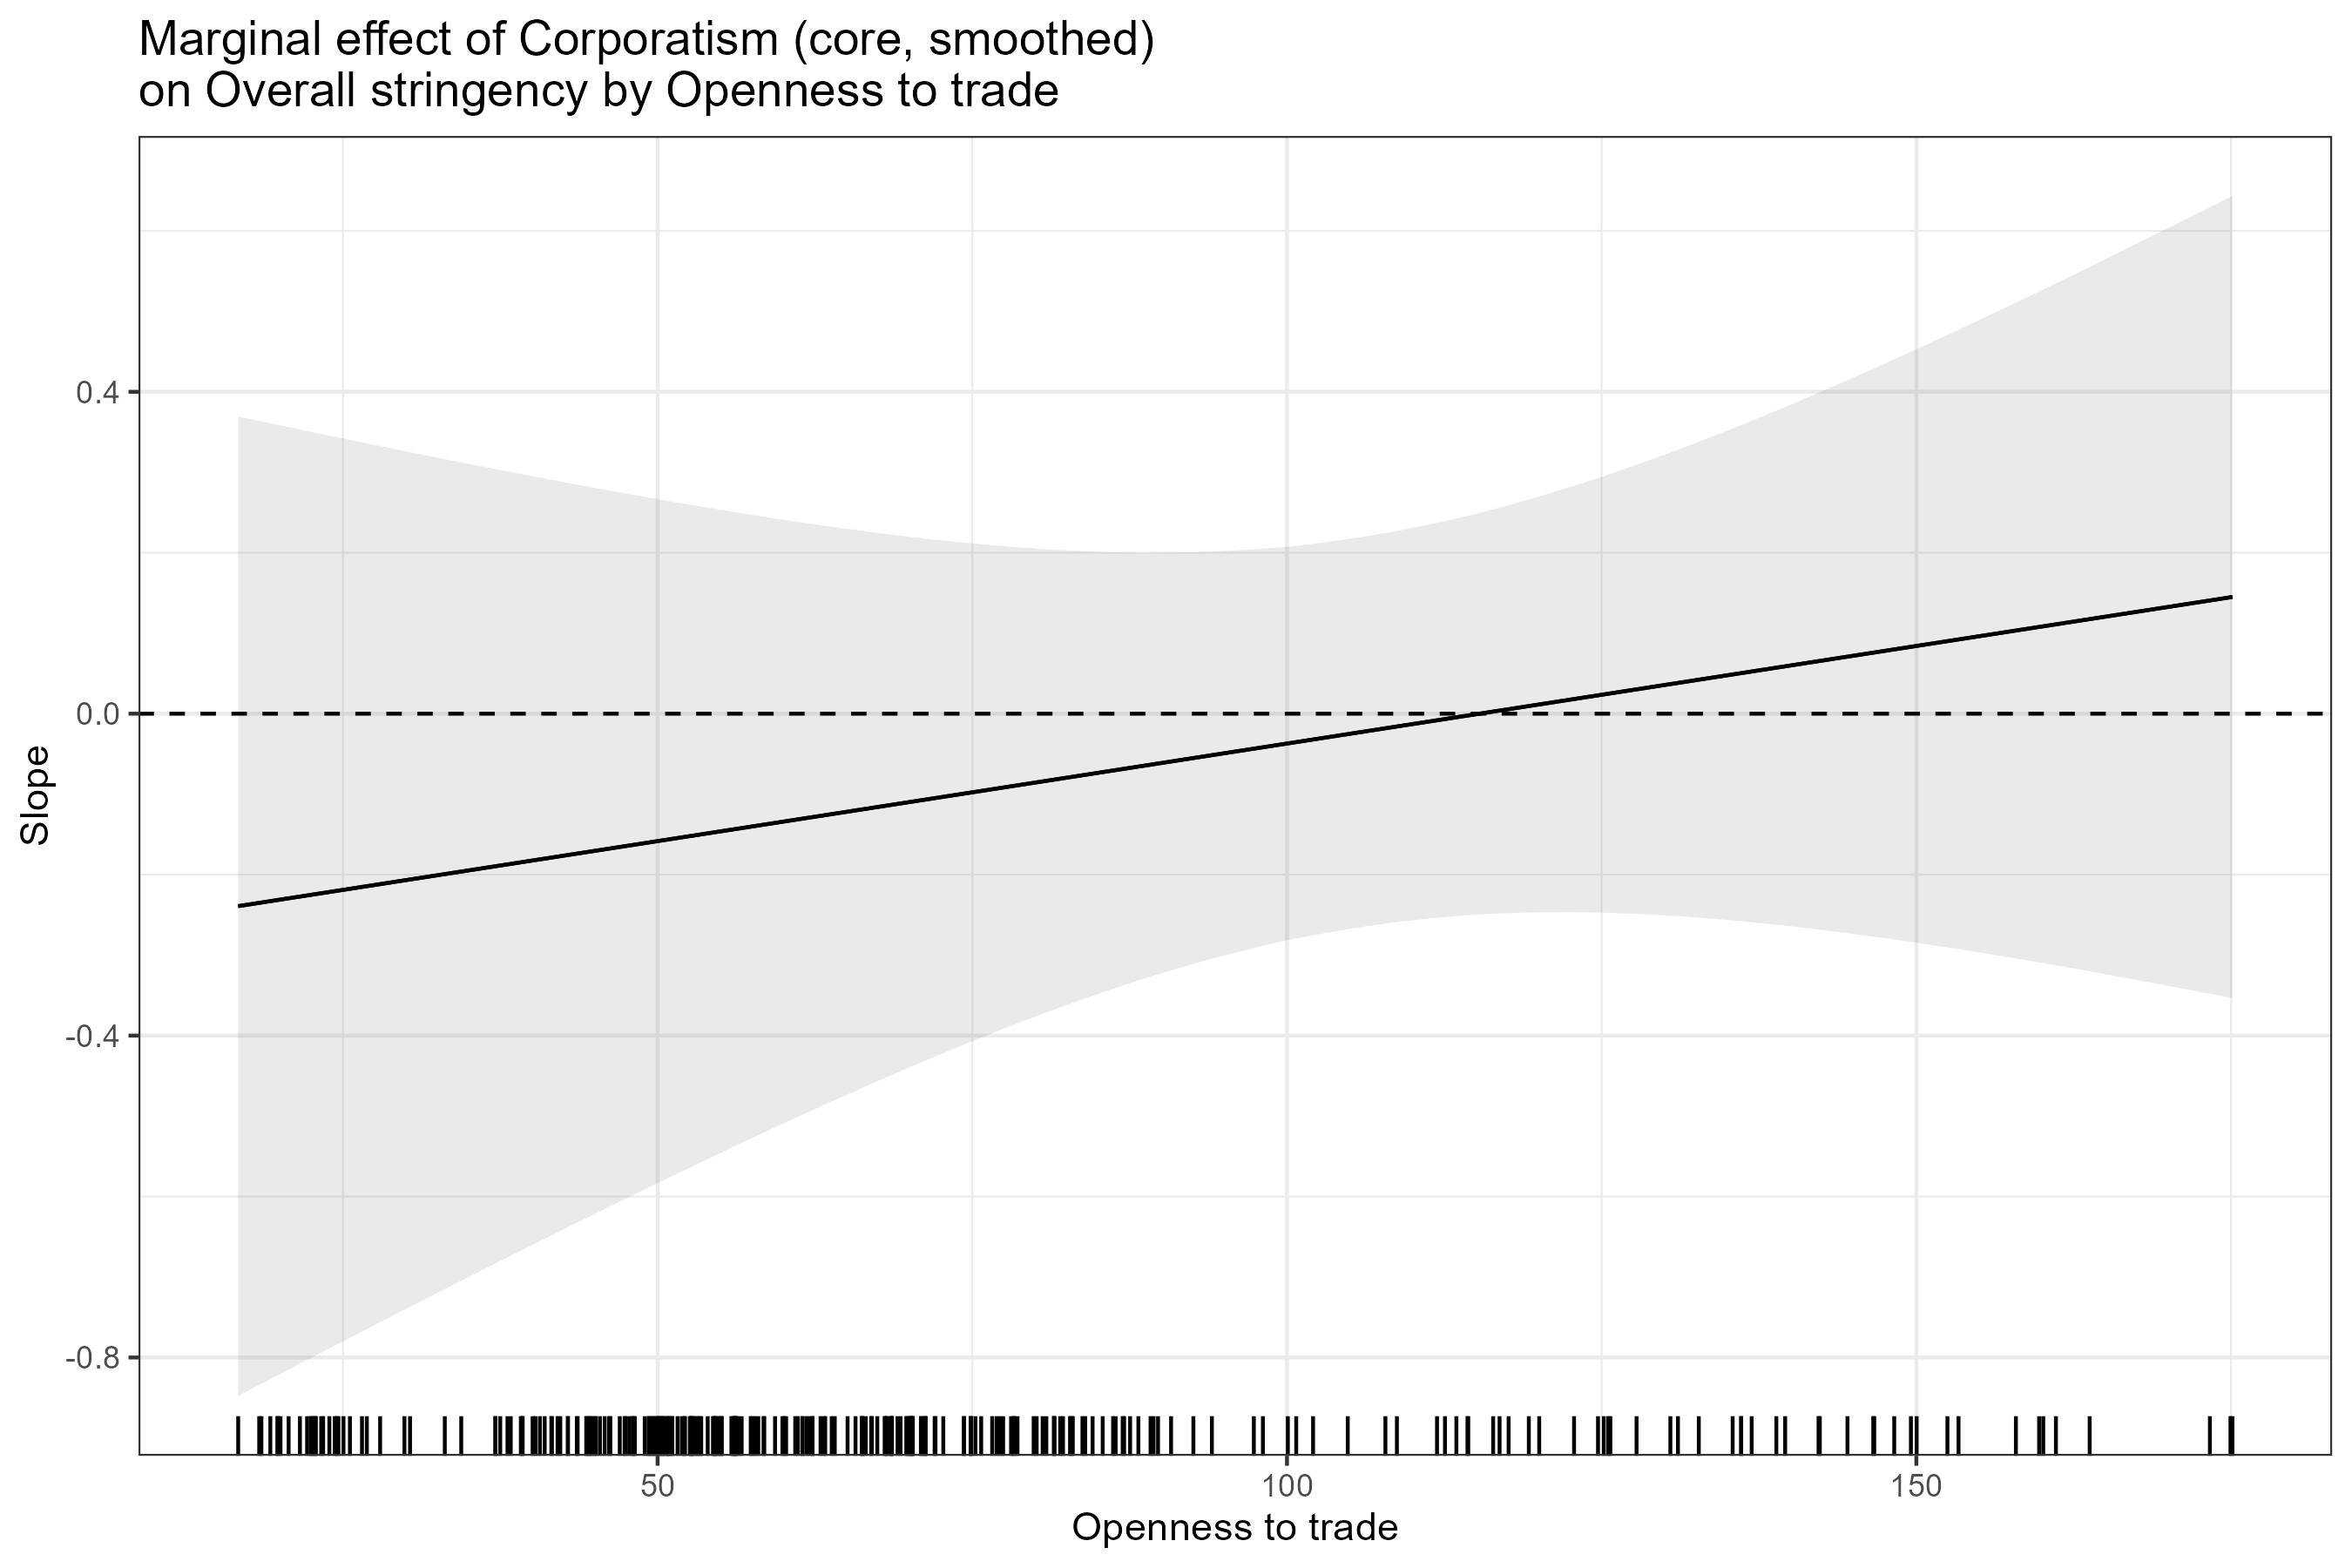 Marginal effect of Corporatism (core, smoothed)
on Overall stringency by Openness to trade
0.4
0.0
-0.4
-0.8
Slope
50
100
150
Openness to trade